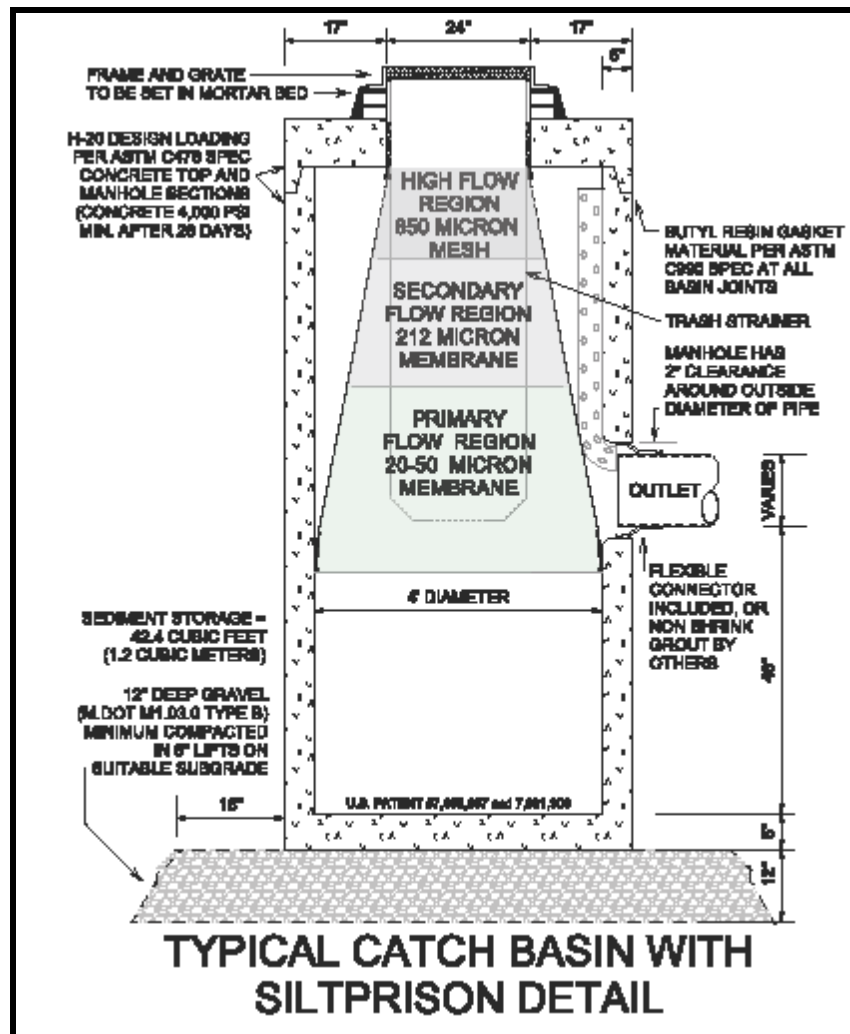 17" 24" 17"
FRAME AND GRATE
TO BE SET IN MORTAR BED
H-20 DESIGN LOADING
PER ASTM C478 SPEC
CONCRETE TOP AND
MANHOLE SECTIONS
(CONCRETE 4,000 PSI
MIN. AFTER 28 DAYS)
HIGH FLOW
REGION
850 MICRON
MESH
SECONDARY
FLOW REGION
212 MICRON
MEMBRANE
PRIMARY
FLOW REGION
20-50 MICRON
MEMBRANE
BUTYL RESIN GASKET
MATERIAL PER ASTM
C990 SPEC AT ALL
BASIN JOINTS
TRASH STRAINER
MANHOLE HAS
2" CLEARANCE
AROUND OUTSIDE
DIAMETER OF PIPE
OUTLET
VARIES
FLEXIBLE
CONNECTOR
INCLUDED, OR
NON SHRINK
GROUT BY
OTHERS
4' DIAMETER
SEDIMENT STORAGE =
42.4 CUBIC FEET
(1.2 CUBIC METERS)
12" DEEP GRAVEL
(M.DOT M1.03.0 TYPE B)
MINIMUM COMPACTED
IN 6" LIFTS ON
SUITABLE SUBGRADE
U.S. PATENT and
12"
TYPICAL CATCH BASIN WITH
SILTPRISON DETAIL